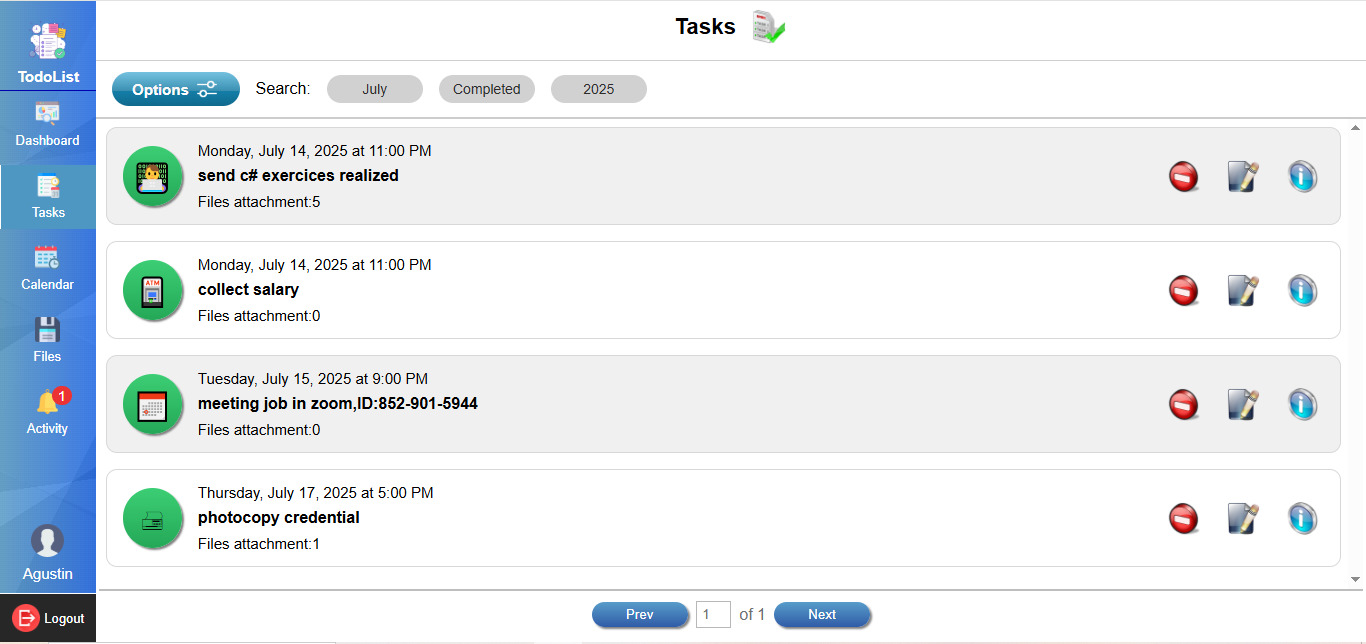 Tasks
TodoList
Options
Search:
July
Completed
2025
Dashboard
Tasks
Calendar
Files
1
Activity
Agustin
Logout
Monday, July 14, 2025 at 11:00 PM
send c# exercices realized
Files attachment:5
Monday, July 14, 2025 at 11:00 PM
ATM
collect salary
Files attachment:0
Tuesday, July 15, 2025 at 9:00 PM
meeting job in zoom,ID:852-901-5944
Files attachment:0
Thursday, July 17, 2025 at 5:00 PM
photocopy credential
Files attachment:1
Prev
1
of 1
Next